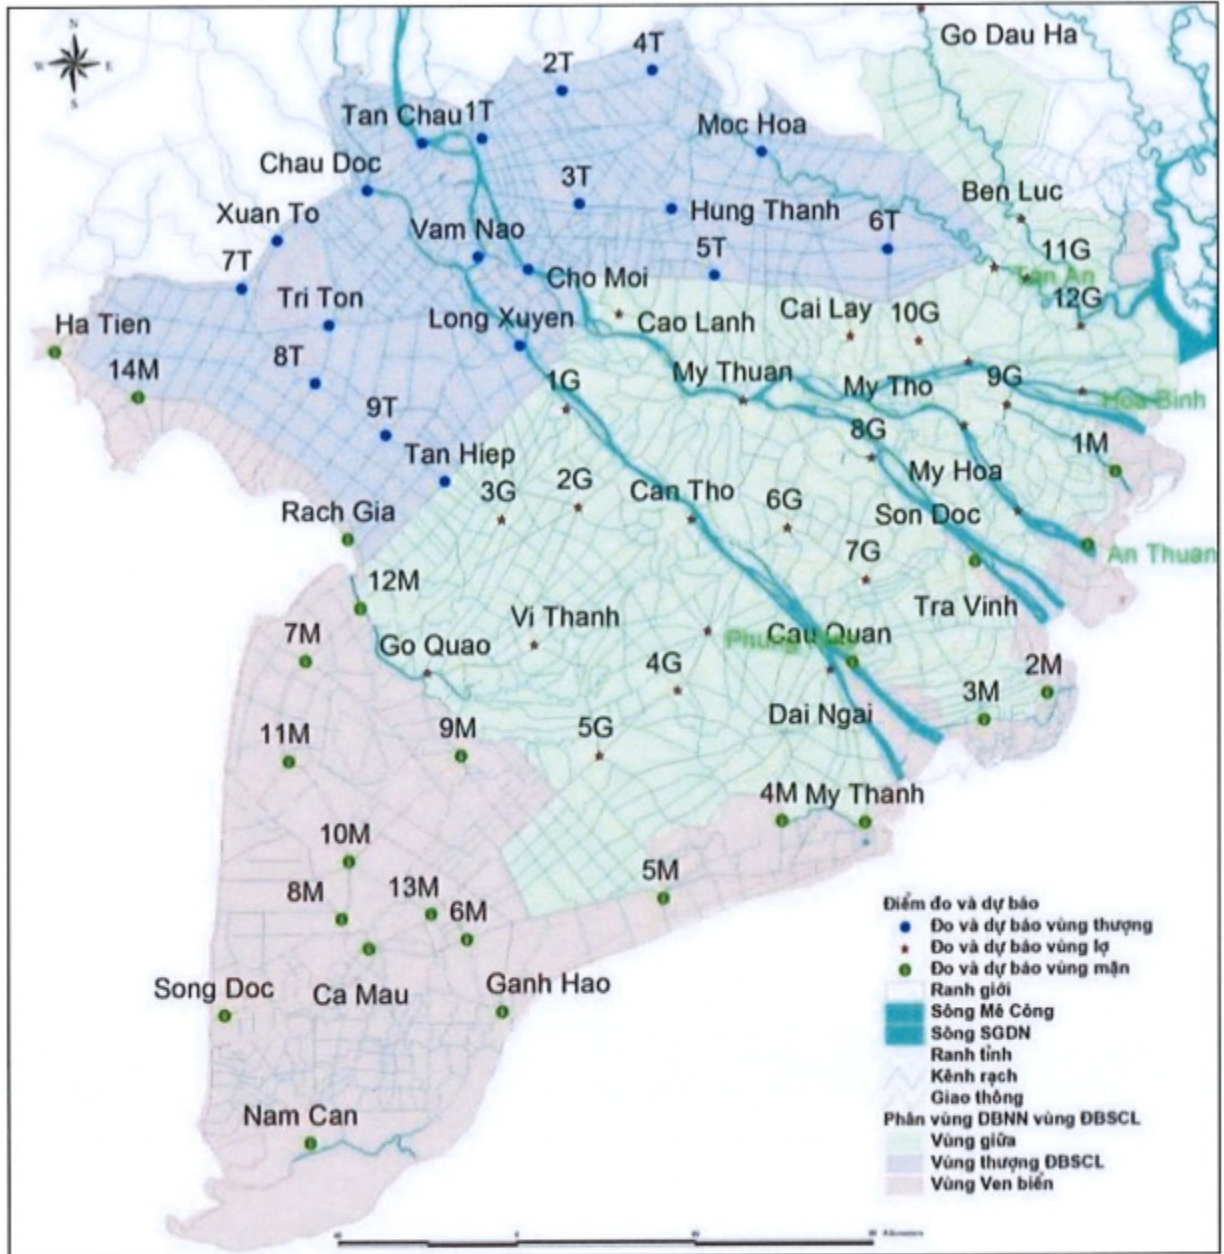 N
W E
S
Go Dau Ha
4T
2T
Tan Chau 1T
Moc Hoa
Chau Doc
3T
Ben Luc
Xuan To
Vam Nao
Hung Thanh
6T
11G
7T
5T
Cho Moi
Tan An
Tri Ton
12G
Ha Tien
Long Xuyen
Cao Lanh
Cai Lay
10G
8T
14M
1G
My Thuan
My Tho
9G
Hoa Binh
9T
8G
1M
Tan Hiep
My Hoa
3G
2G
Can Tho
6G
Son Doc
Rach Gia
7G
An Thuan
12M
Vi Thanh
Tra Vinh
7M
Go Quao
Cau Quan
4G
2M
3M
Dai Ngai
11M
9M
5G
4M My Thanh
10M
5M
8M
13M
6M
Điểm đo và dự báo
Đo và dự báo vùng thượng
Đo và dự báo vùng lợ
Đo và dự báo vùng mặn
Song Doc
Ca Mau
Ganh Hao
Ranh giới
Sông Mê Công
Sông SGDN
Ranh tỉnh
Kênh rạch
Giao thông
Nam Can
Phân vùng DBNN vùng ĐBSCL
Vùng giữa
Vùng thượng ĐBSCL
Vùng Ven biển